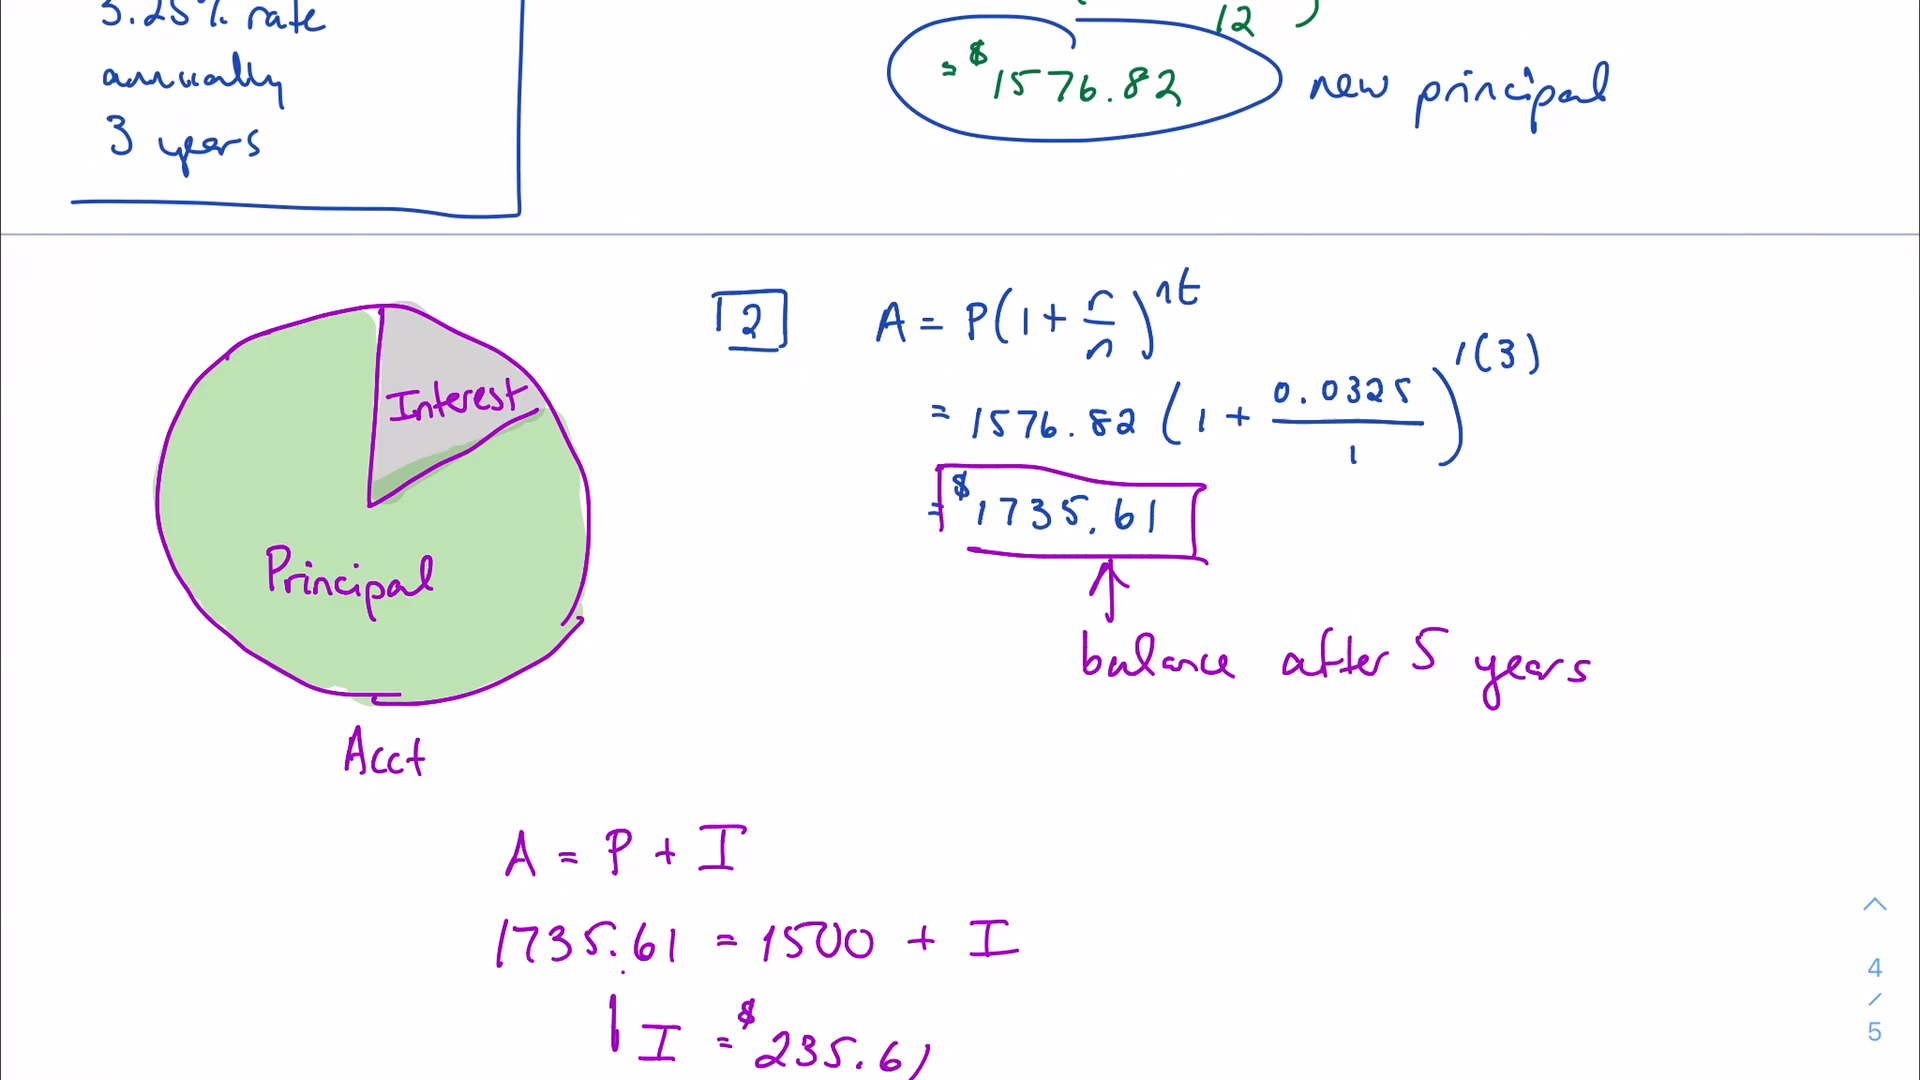 3.25% rate
annually
3 years
12 )
= $1576.82 new principal
2
A = P(1 + r/n)^nt
= 1576.82 (1 + 0.0325/1)^1(3)
= $1735.61
balance after 5 years
Interest
Principal
Acct
A = P + I
1735.61 = 1500 + I
I = $235.61
4
/
5